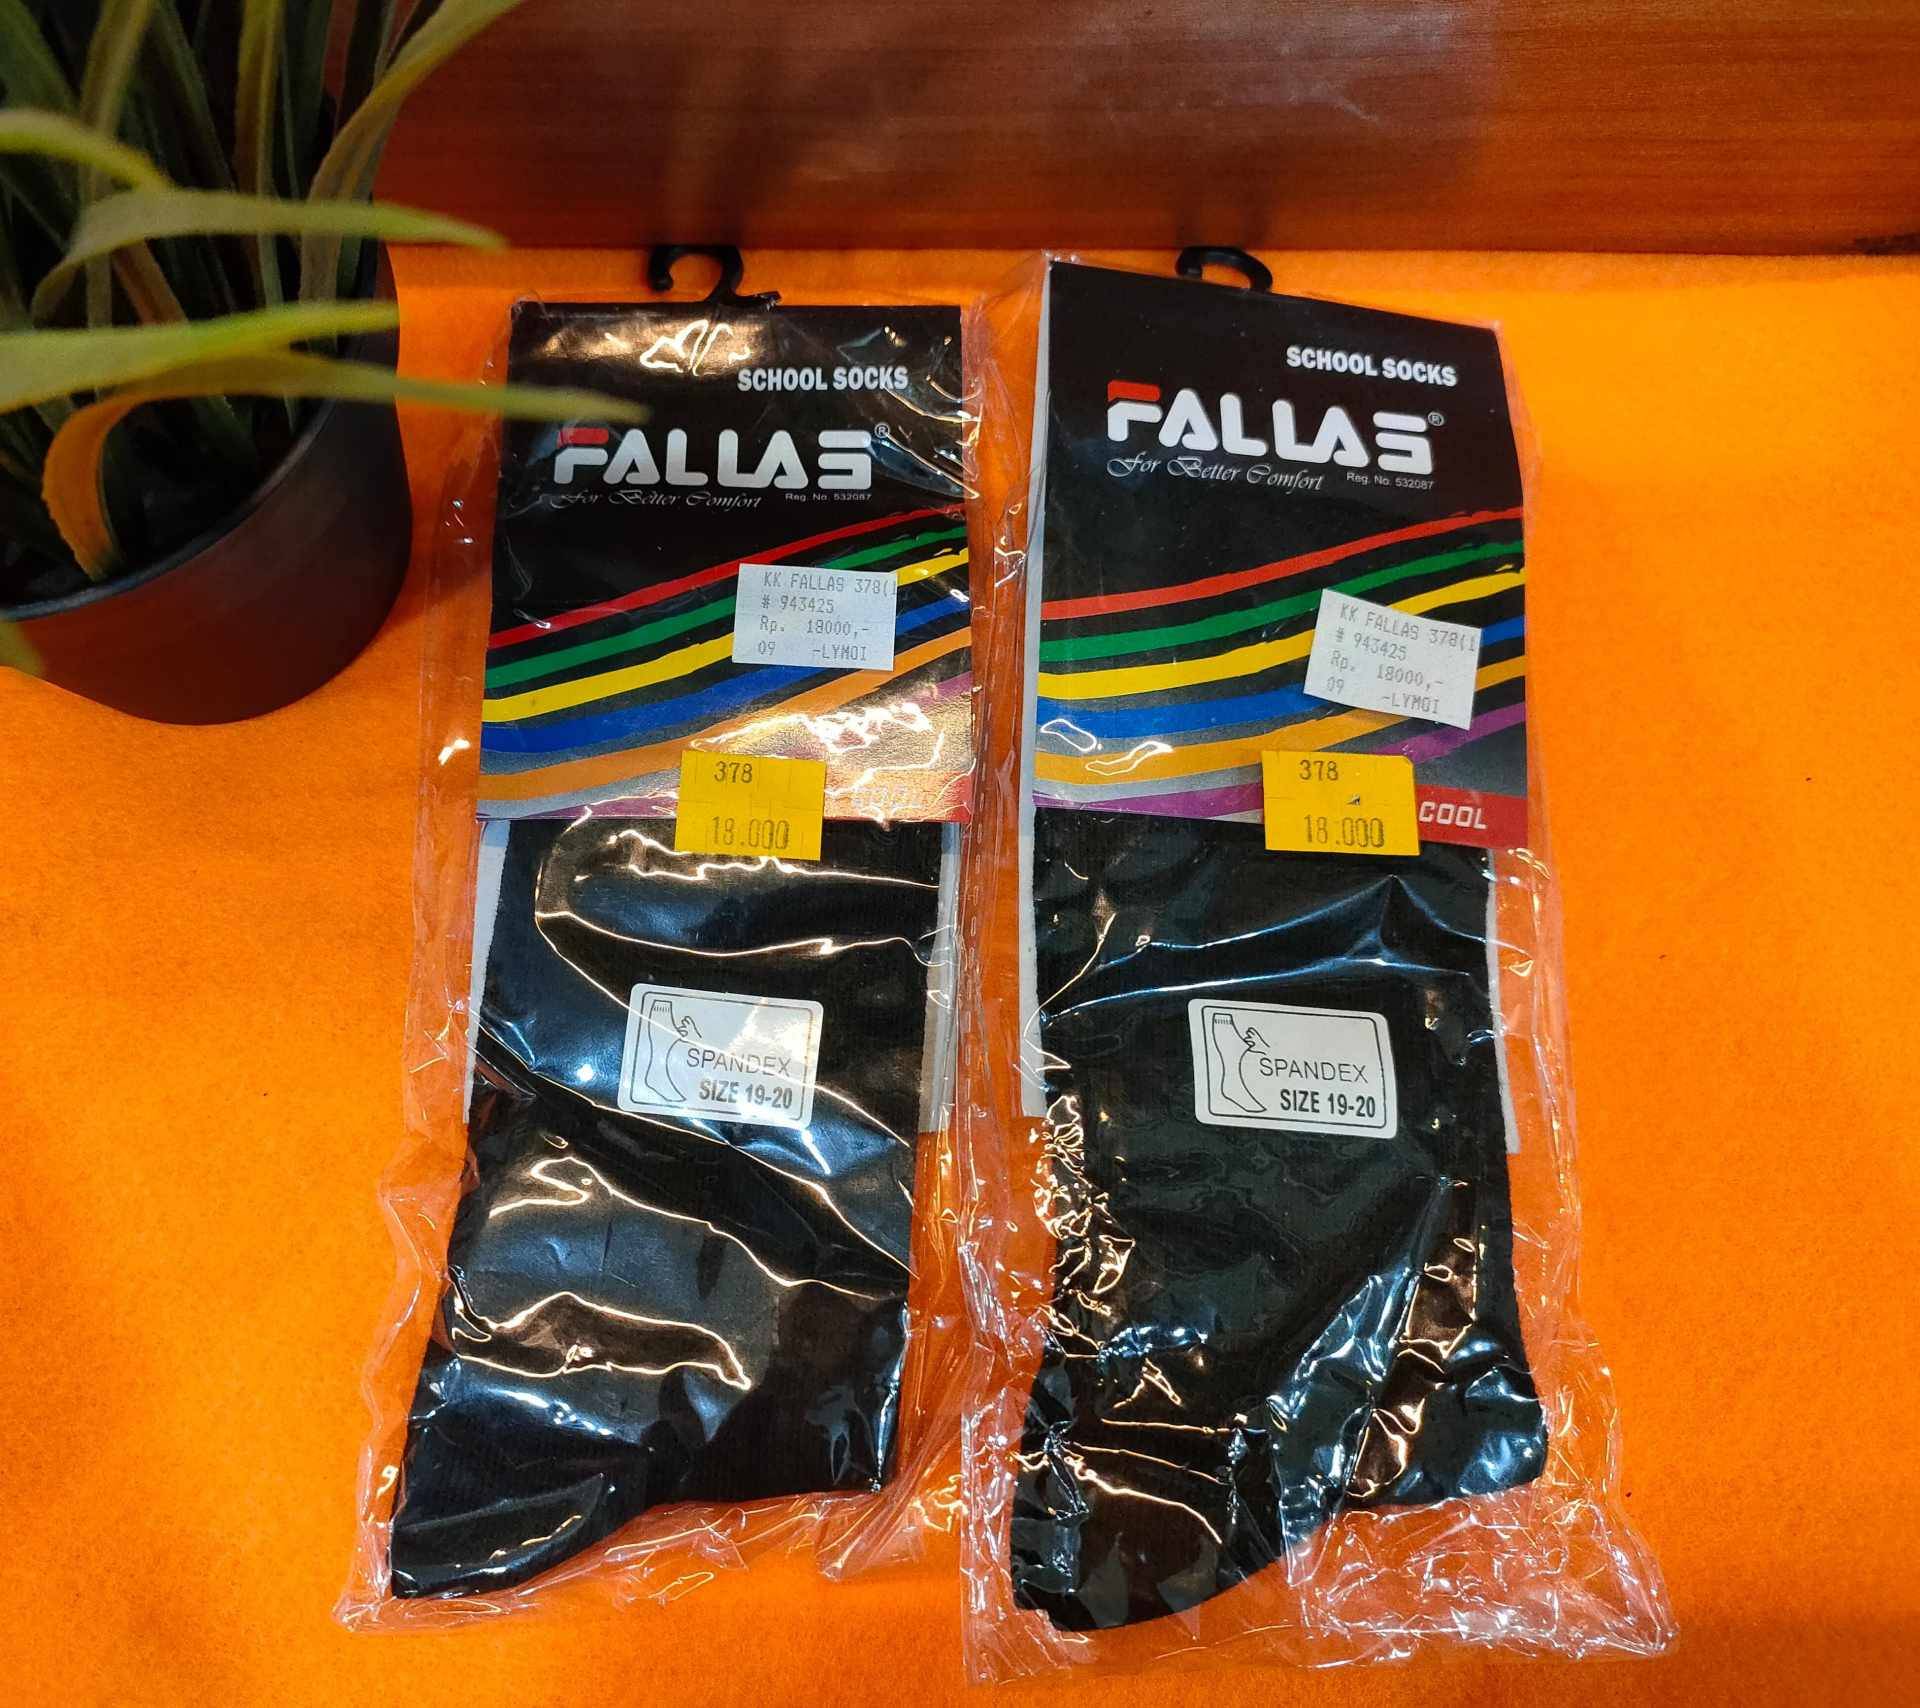 SCHOOL SOCKS
FALLAS®
For Better Comfort
Reg. No. 532087
KK FALLAS 378(1
# 943425
Rp. 18000,-
09 -LYMOI
378
18.000
COOL
SPANDEX
SIZE 19-20
SCHOOL SOCKS
FALLAS®
For Better Comfort
Reg. No. 532087
KK FALLAS 378(1
# 943425
Rp. 18000,-
09 -LYMOI
378
18.000
COOL
SPANDEX
SIZE 19-20